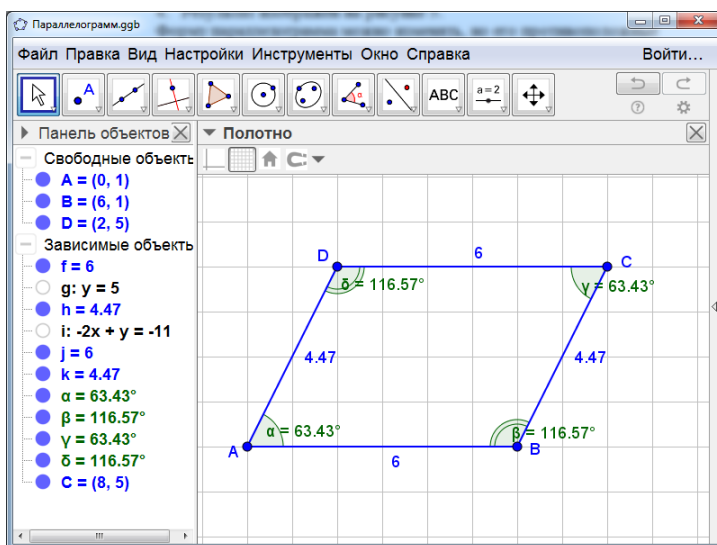 Параллелограмм.ggb
Файл Правка Вид Настройки Инструменты Окно Справка Войти...
A ABC a = 2
Панель объектов
Полотно
Свободные объекть
A = (0, 1)
B = (6, 1)
D = (2, 5)
Зависимые объекть
f = 6
g: y = 5
h = 4.47
i: -2x + y = -11
j = 6
k = 4.47
α = 63.43°
β = 116.57°
γ = 63.43°
δ = 116.57°
C = (8, 5)
D 6 C
δ = 116.57° γ = 63.43°
4.47 4.47
α = 63.43° β = 116.57°
A 6 B